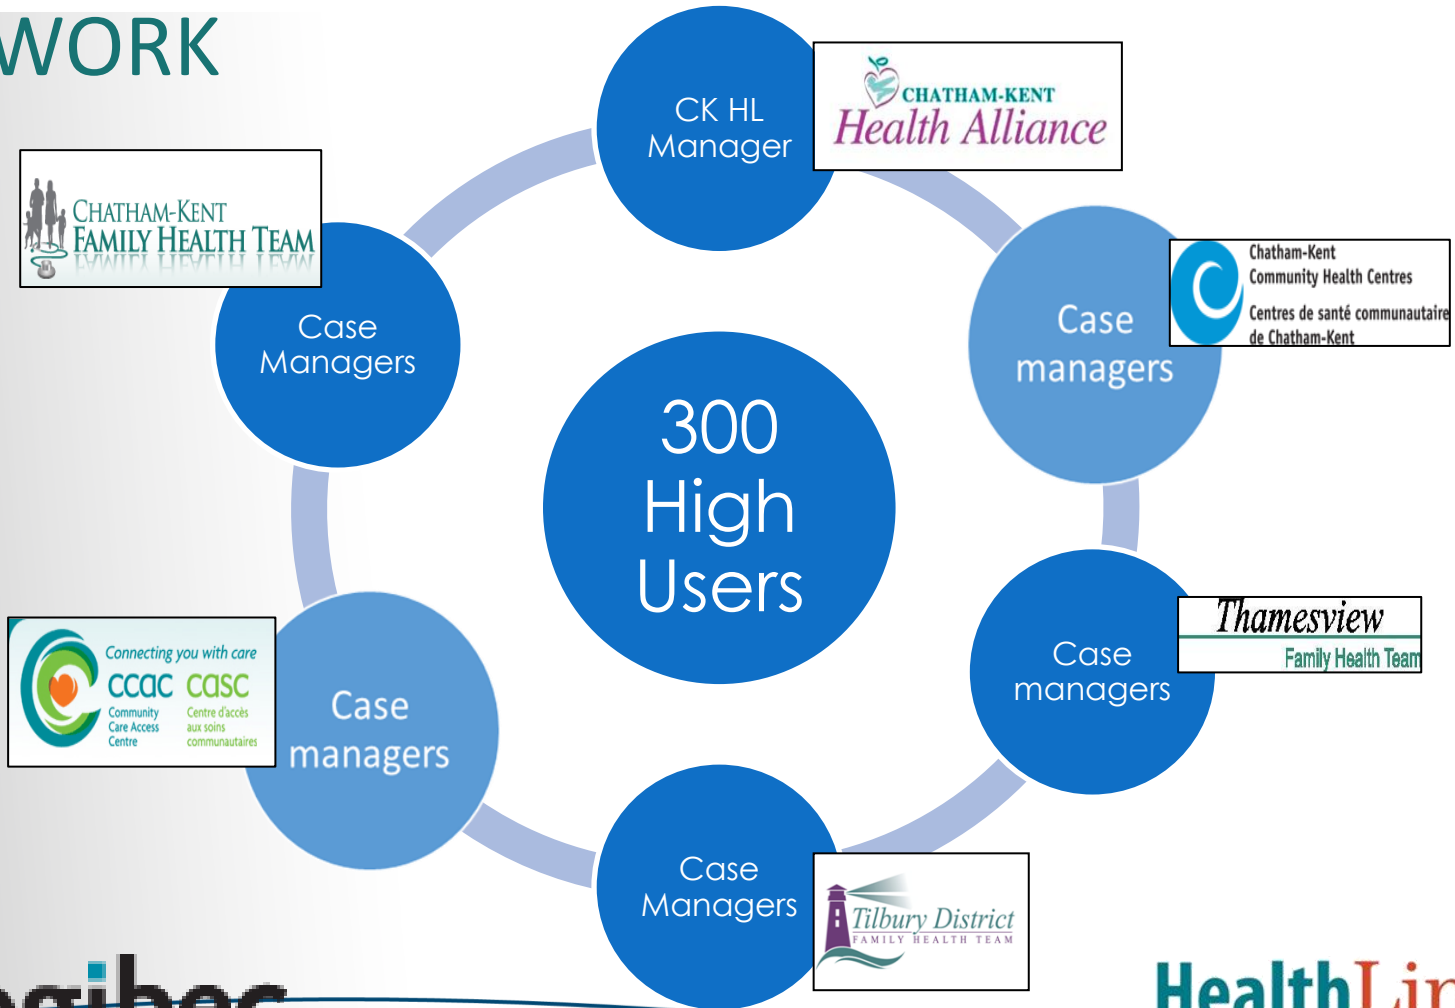 WORK
CK HL
Manager
CHATHAM-KENT
Health Alliance
CHATHAM-KENT
FAMILY HEALTH TEAM
Case
Managers
Chatham-Kent
Community Health Centres
Centres de santé communautaire
de Chatham-Kent
Case
managers
300
High
Users
Thamesview
Family Health Team
Case
managers
Connecting you with care
ccac casc
Community Centre d'accès
Care Access aux soins
Centre communautaires
Case
managers
Case
Managers
Tilbury District
FAMILY HEALTH TEAM
HealthLin